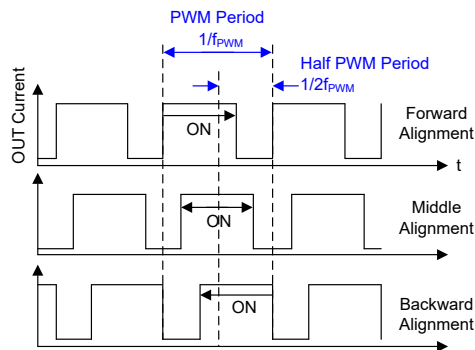 PWM Period
1/fPWM
Half PWM Period
1/2fPWM
OUT Current
ON
Forward
Alignment
t
ON
Middle
Alignment
ON
Backward
Alignment